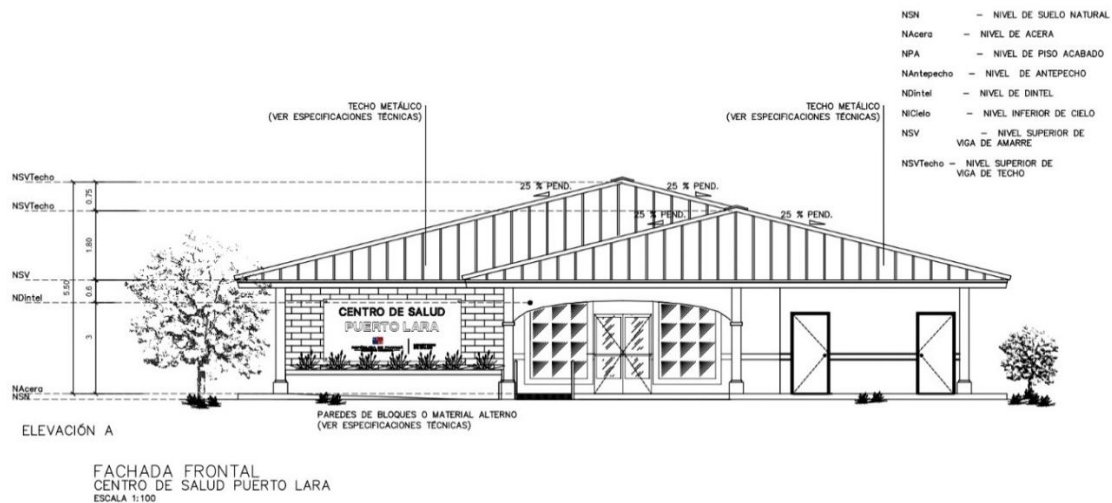 NSN – NIVEL DE SUELO NATURAL
NAcera – NIVEL DE ACERA
NPA – NIVEL DE PISO ACABADO
NAntepecho – NIVEL DE ANTEPECHO
NDintel – NIVEL DE DINTEL
NICielo – NIVEL INFERIOR DE CIELO
NSV – NIVEL SUPERIOR DE
VIGA DE AMARRE
NSVTecho – NIVEL SUPERIOR DE
VIGA DE TECHO
TECHO METÁLICO
(VER ESPECIFICACIONES TÉCNICAS)
TECHO METÁLICO
(VER ESPECIFICACIONES TÉCNICAS)
NSVTecho
25 % PEND.
25 % PEND.
0.75
NSVTecho
25 % PEND.
25 % PEND.
1.80
NSV
5.50
0.6
NDintel
3
CENTRO DE SALUD
PUERTO LARA
NAcera
NSN
PAREDES DE BLOQUES O MATERIAL ALTERNO
(VER ESPECIFICACIONES TÉCNICAS)
ELEVACIÓN A
FACHADA FRONTAL
CENTRO DE SALUD PUERTO LARA
ESCALA 1:100